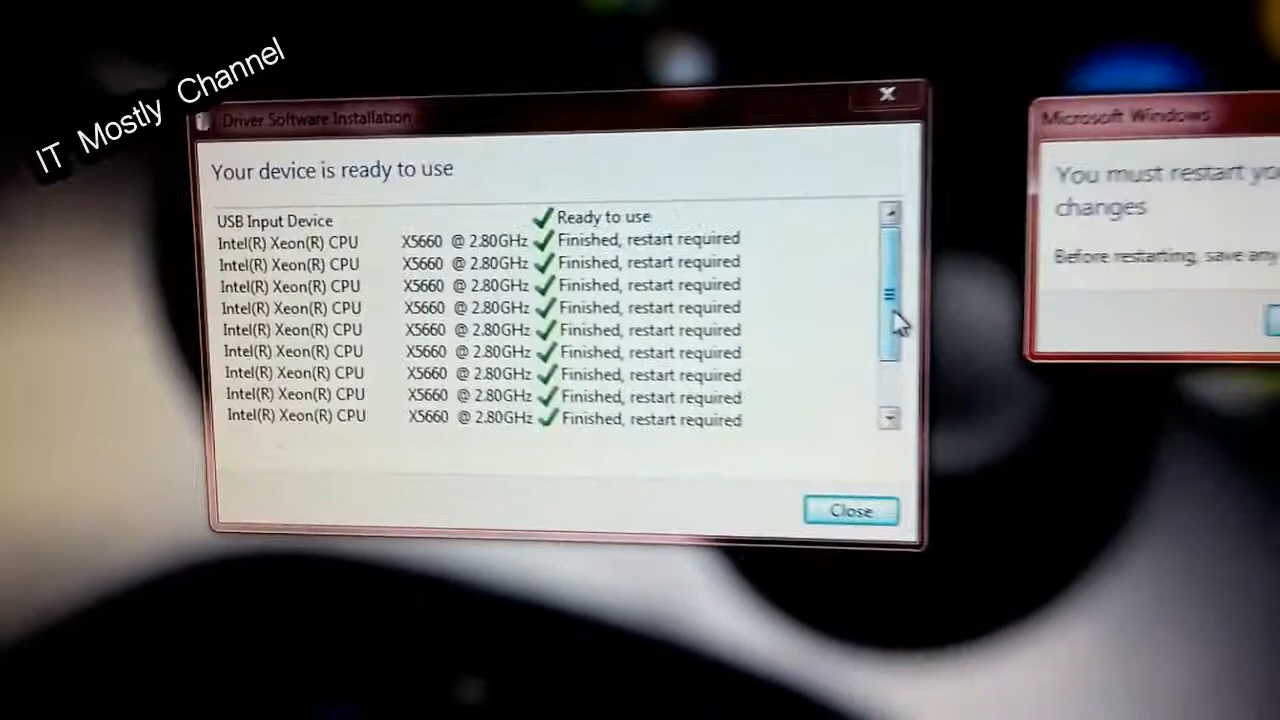 IT Mostly Channel
Driver Software Installation
Your device is ready to use
USB Input Device Ready to use
Intel(R) Xeon(R) CPU X5660 @ 2.80GHz Finished, restart required
Intel(R) Xeon(R) CPU X5660 @ 2.80GHz Finished, restart required
Intel(R) Xeon(R) CPU X5660 @ 2.80GHz Finished, restart required
Intel(R) Xeon(R) CPU X5660 @ 2.80GHz Finished, restart required
Intel(R) Xeon(R) CPU X5660 @ 2.80GHz Finished, restart required
Intel(R) Xeon(R) CPU X5660 @ 2.80GHz Finished, restart required
Intel(R) Xeon(R) CPU X5660 @ 2.80GHz Finished, restart required
Intel(R) Xeon(R) CPU X5660 @ 2.80GHz Finished, restart required
Intel(R) Xeon(R) CPU X5660 @ 2.80GHz Finished, restart required
Close
Microsoft Windows
You must restart yo
changes
Before restarting, save any